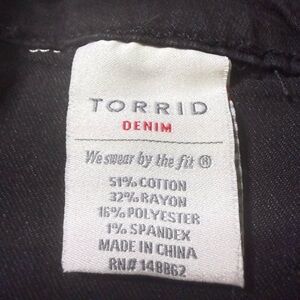 TORRID
DENIM
We swear by the fit ®
51% COTTON
32% RAYON
16% POLYESTER
1% SPANDEX
MADE IN CHINA
RN# 148862